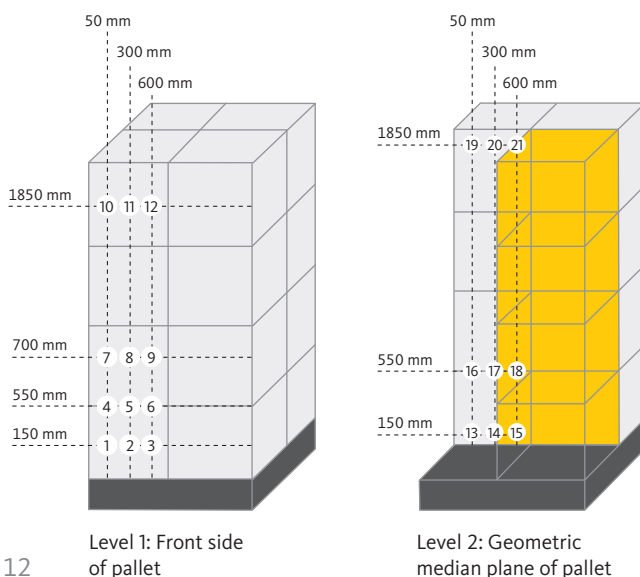 50 mm
300 mm
600 mm
1850 mm
10 11 12
700 mm
7 8 9
550 mm
4 5 6
150 mm
1 2 3
Level 1: Front side
of pallet
50 mm
300 mm
600 mm
1850 mm
19 20 21
550 mm
16 17 18
150 mm
13 14 15
Level 2: Geometric
median plane of pallet
12